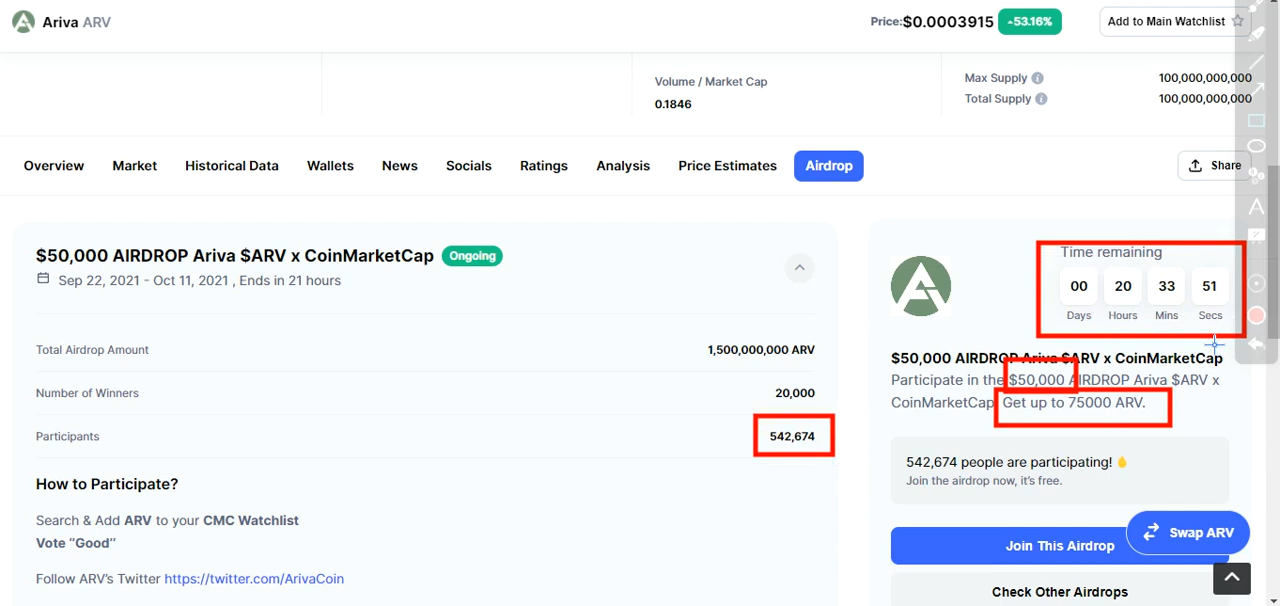 Ariva ARV
Price:$0.0003915
53.16%
Add to Main Watchlist
Volume / Market Cap
0.1846
Max Supply
100,000,000,000
Total Supply
100,000,000,000
Overview
Market
Historical Data
Wallets
News
Socials
Ratings
Analysis
Price Estimates
Airdrop
Share
$50,000 AIRDROP Ariva $ARV x CoinMarketCap
Ongoing
Sep 22, 2021 - Oct 11, 2021 , Ends in 21 hours
Total Airdrop Amount
1,500,000,000 ARV
Number of Winners
20,000
Participants
542,674
How to Participate?
Search & Add ARV to your CMC Watchlist
Vote “Good”
Follow ARV’s Twitter https://twitter.com/ArivaCoin
Time remaining
00 20 33 51
Days Hours Mins Secs
$50,000 AIRDROP Ariva $ARV x CoinMarketCap
Participate in the $50,000 AIRDROP Ariva $ARV x
CoinMarketCap. Get up to 75000 ARV.
542,674 people are participating!
Join the airdrop now, it’s free.
Join This Airdrop
Swap ARV
Check Other Airdrops